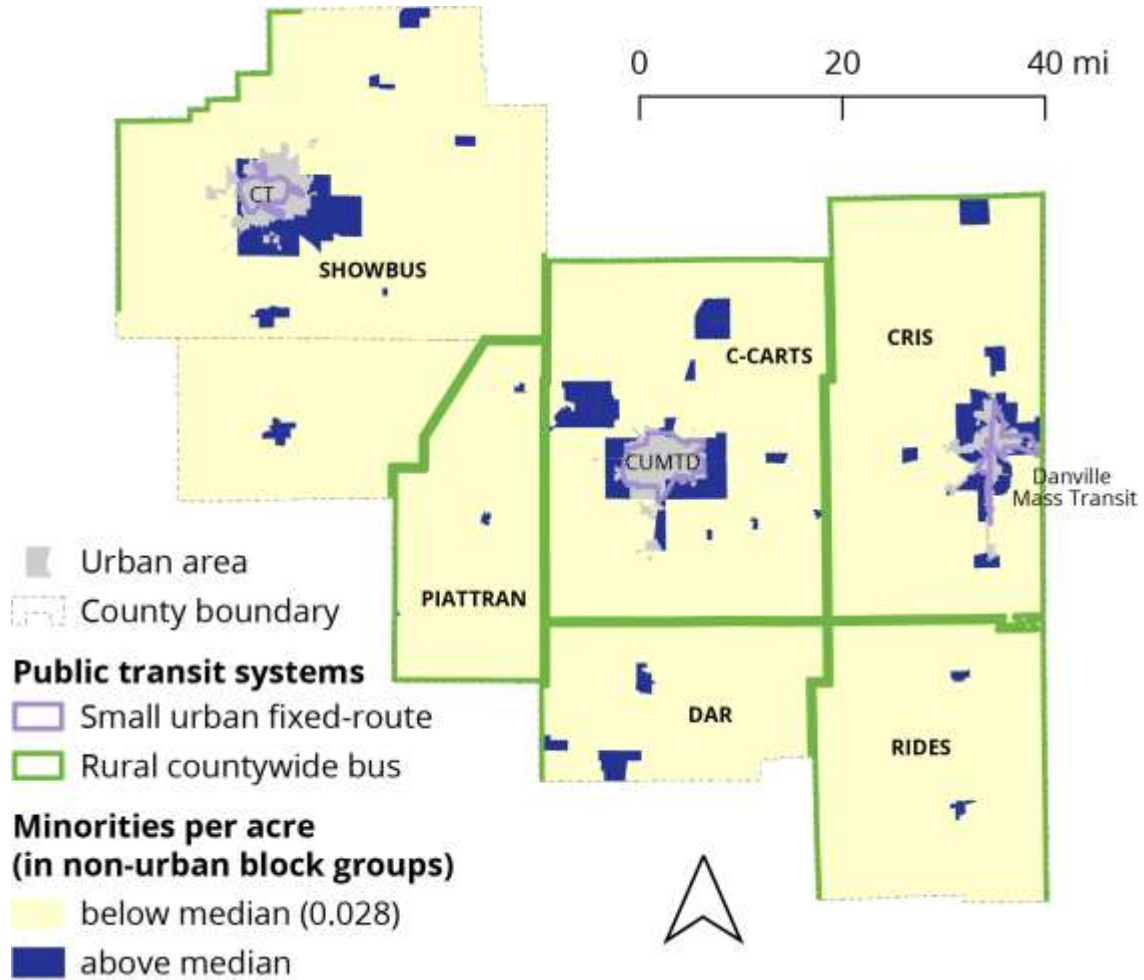 0 20 40 mi
CT
SHOWBUS
C-CARTS
CRIS
CUMTD
Danville
Mass Transit
PIATTRAN
DAR
RIDES
Urban area
County boundary
Public transit systems
Small urban fixed-route
Rural countywide bus
Minorities per acre
(in non-urban block groups)
below median (0.028)
above median